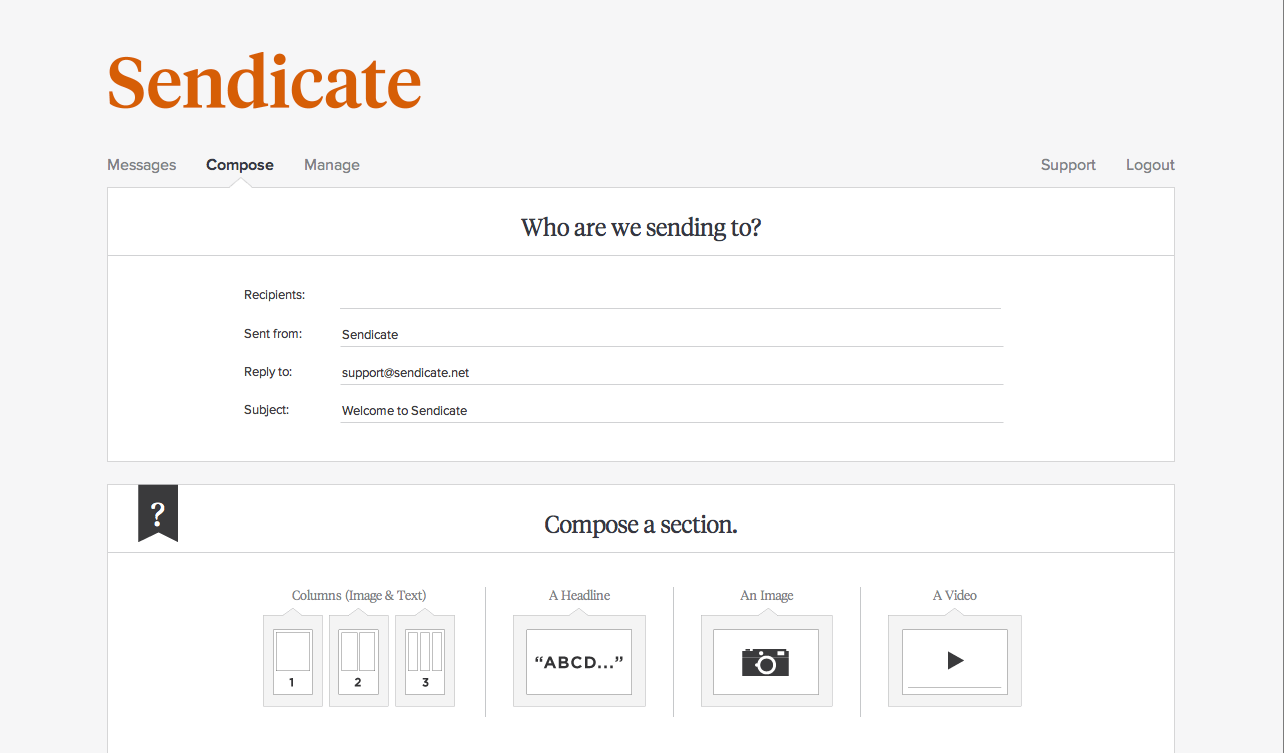 Sendicate
Messages Compose Manage Support Logout
Who are we sending to?
Recipients:
Sent from: Sendicate
Reply to: support@sendicate.net
Subject: Welcome to Sendicate
?
Compose a section.
Columns (Image & Text) A Headline An Image A Video
“ABCD...”
1 2 3